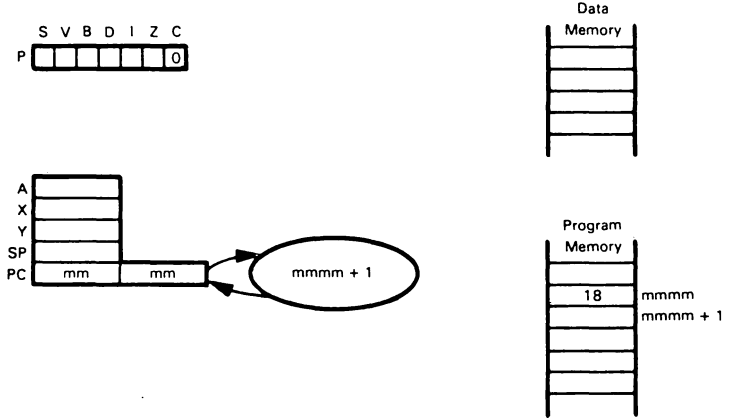 S V B D I Z C
P
0
Data
Memory
A
X
Y
SP
PC mm mm
mmmm + 1
Program
Memory
18 mmmm
mmmm + 1